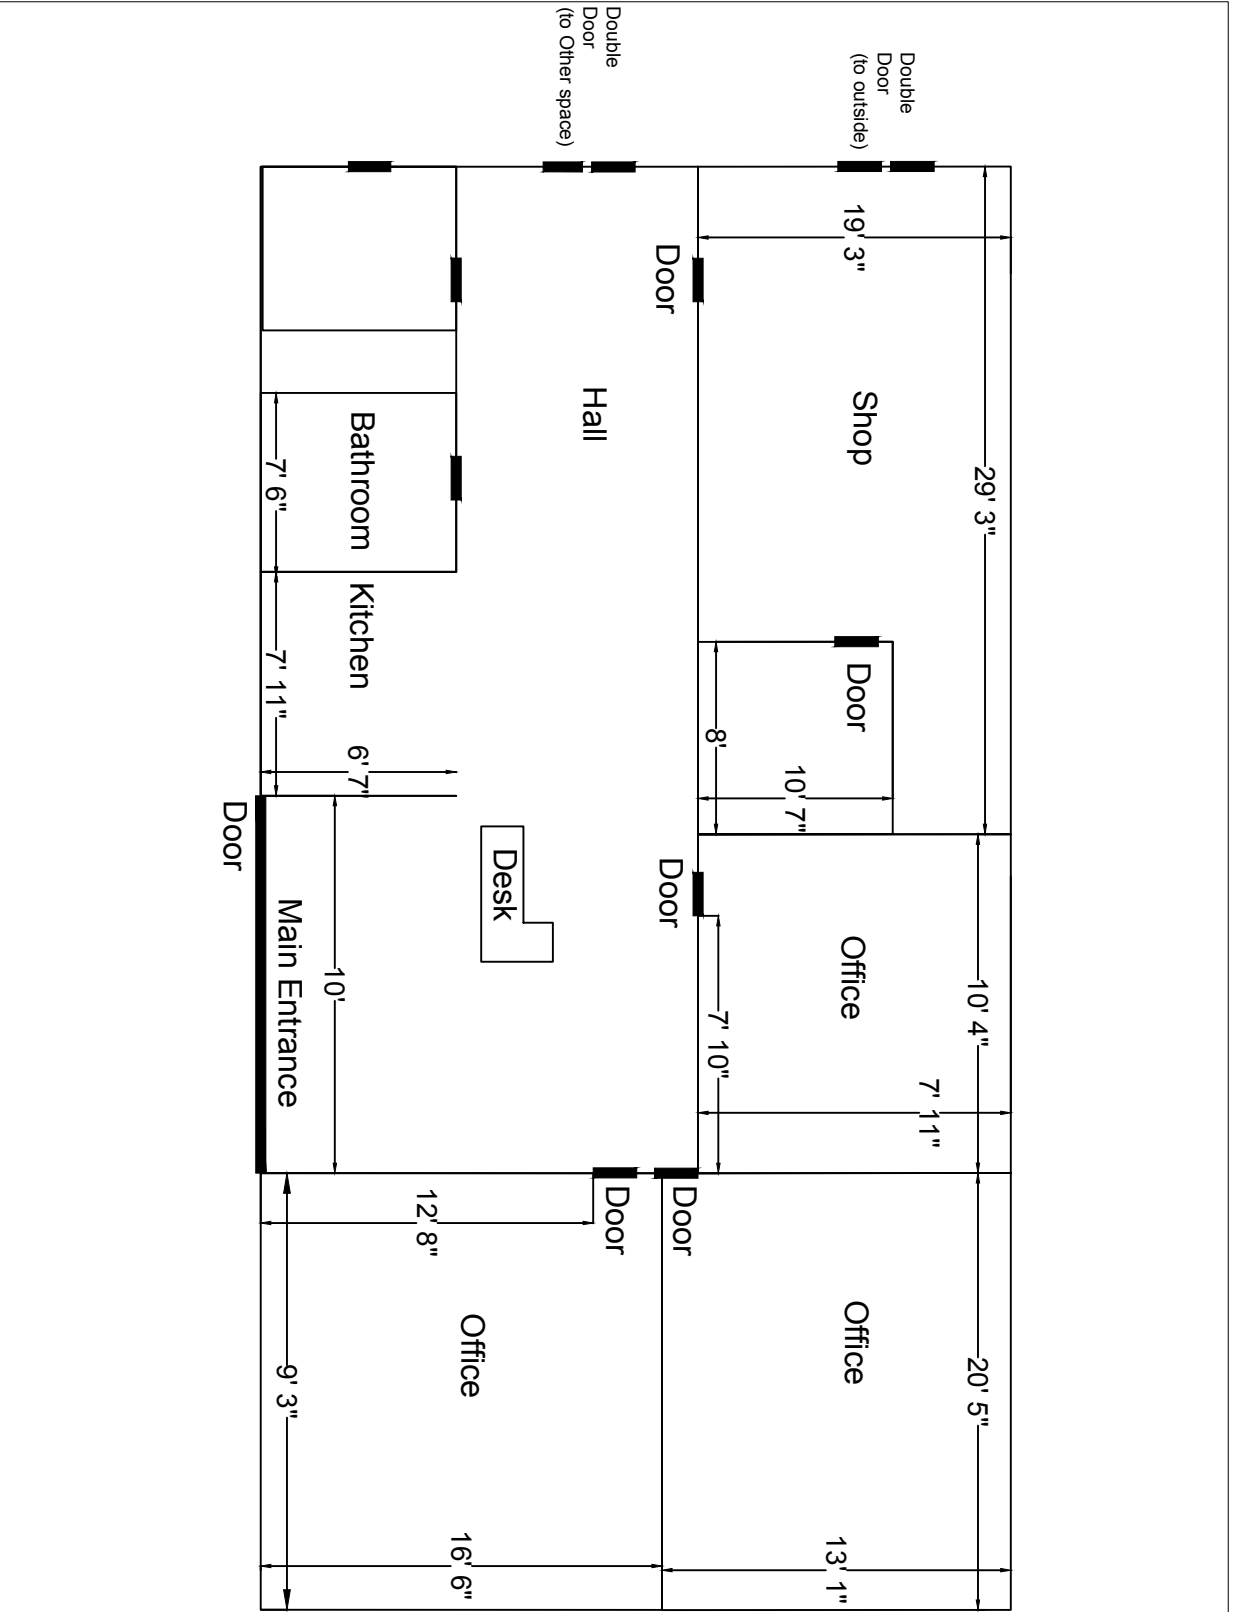 Double
Door
(to Other space)
Double
Door
(to outside)
19' 3"
Door
Hall
Shop
29' 3"
Bathroom
7' 6"
Kitchen
7' 11"
6' 7"
Door
8'
10' 7"
Door
Main Entrance
10'
Desk
Door
7' 10"
Office
10' 4"
7' 11"
12' 8"
Door
Door
Office
9' 3"
16' 6"
Office
20' 5"
13' 1"